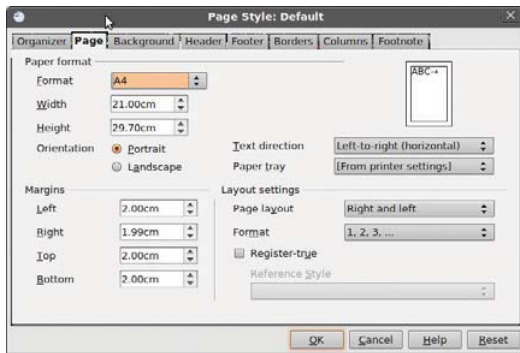 Page Style: Default
Organizer Page Background Header Footer Borders Columns Footnote
Paper format
Format A4
Width 21.00cm
Height 29.70cm
Orientation Portrait
Landscape
ABC→
Text direction Left-to-right (horizontal)
Paper tray [From printer settings]
Margins
Left 2.00cm
Right 1.99cm
Top 2.00cm
Bottom 2.00cm
Layout settings
Page layout Right and left
Format 1, 2, 3, ...
Register-true
Reference Style
OK Cancel Help Reset